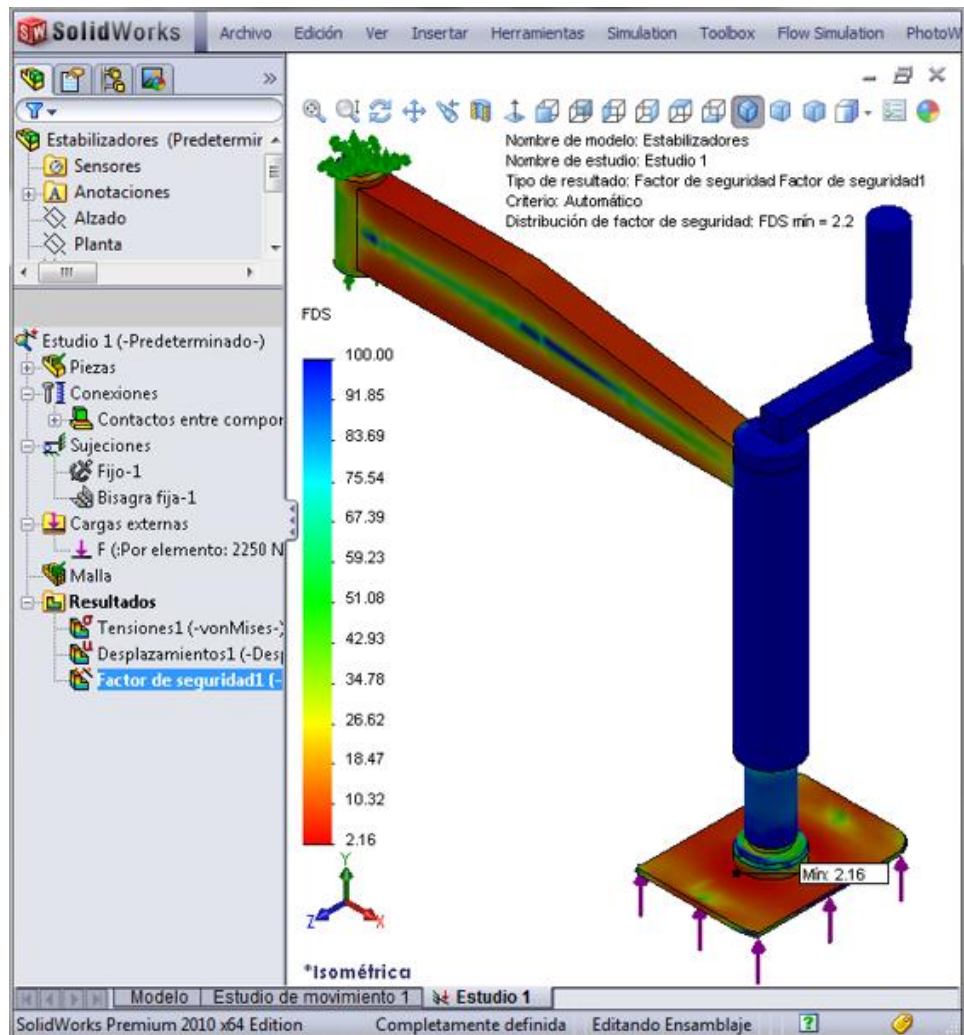 SolidWorks Archivo Edición Ver Insertar Herramientas Simulation Toolbox Flow Simulation PhotoW
Estabilizadores (Predetermir
Sensores
Anotaciones
Alzado
Planta
Estudio 1 (-Predeterminado-)
Piezas
Conexiones
Contactos entre compor
Sujeciones
Fijo-1
Bisagra fija-1
Cargas externas
F (:Por elemento: 2250 N
Malla
Resultados
Tensiones1 (-vonMises-)
Desplazamientos1 (-Des
Factor de seguridad1 (-
Nombre de modelo: Estabilizadores
Nombre de estudio: Estudio 1
Tipo de resultado: Factor de seguridad Factor de seguridad1
Criterio: Automático
Distribución de factor de seguridad: FDS mín = 2.2
FDS
100.00
91.85
83.69
75.54
67.39
59.23
51.08
42.93
34.78
26.62
18.47
10.32
2.16
Mín: 2.16
Y
Z X
*Isométrica
Modelo Estudio de movimiento 1 Estudio 1
SolidWorks Premium 2010 x64 Edition Completamente definida Editando Ensamblaje